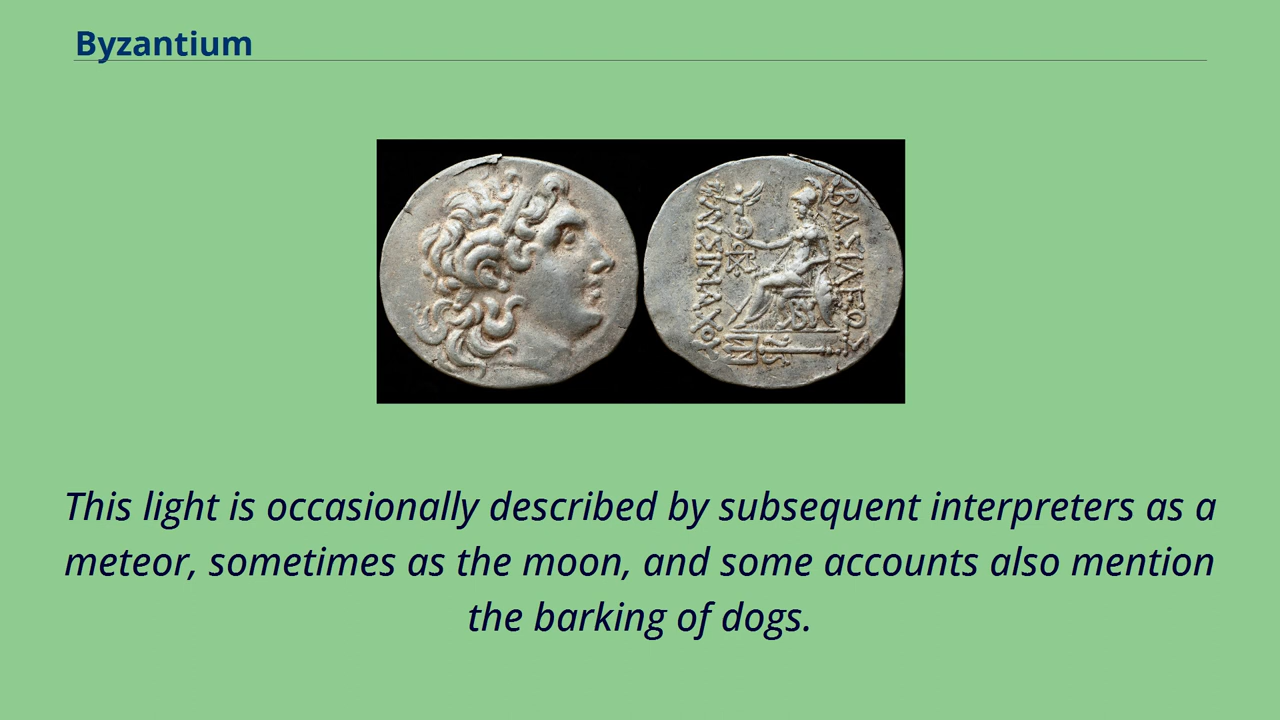 Byzantium
ΒΑΣΙΛΕΩΣ
ΛΥΣΙΜΑΧΟΥ
This light is occasionally described by subsequent interpreters as a
meteor, sometimes as the moon, and some accounts also mention
the barking of dogs.